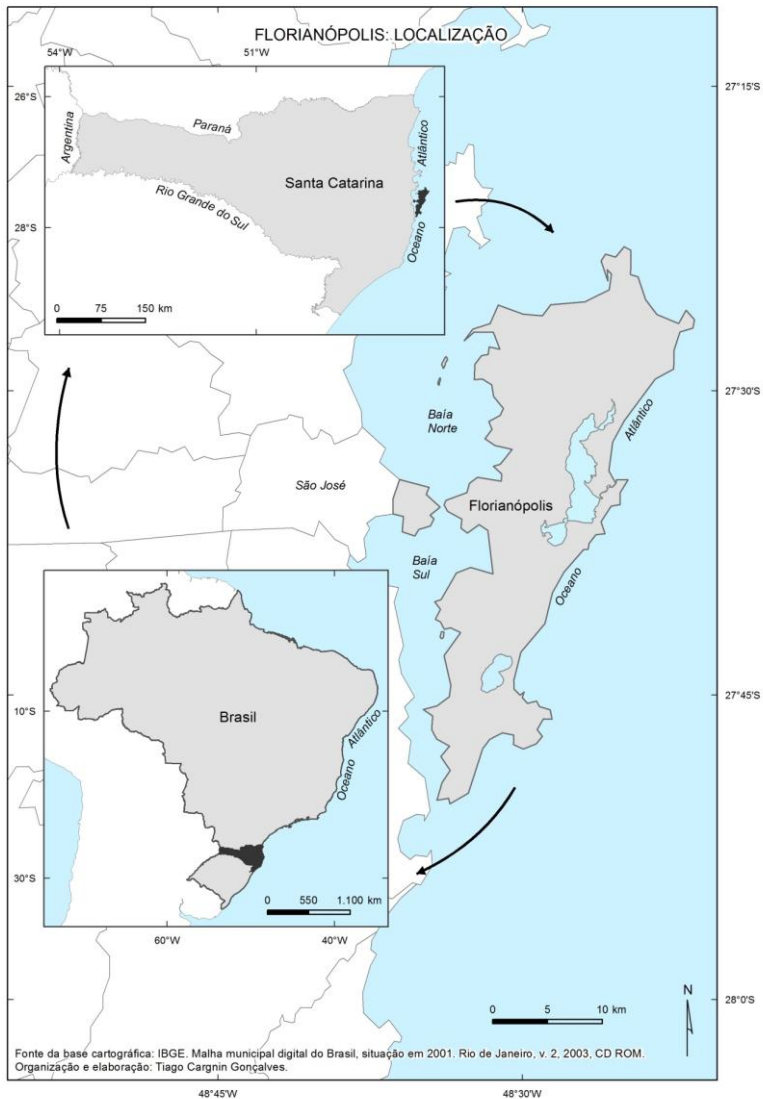 FLORIANÓPOLIS: LOCALIZAÇÃO
54°W
51°W
26°S
28°S
Argentina
Paraná
Santa Catarina
Rio Grande do Sul
Oceano
Atlântico
0 75 150 km
27°15'S
27°30'S
27°45'S
28°0'S
Baía
Norte
São José
Florianópolis
Atlântico
Oceano
Baía
Sul
Brasil
10°S
30°S
Oceano
Atlântico
0 550 1.100 km
60°W
40°W
N
0 5 10 km
Fonte da base cartográfica: IBGE. Malha municipal digital do Brasil, situação em 2001. Rio de Janeiro, v. 2, 2003, CD ROM.
Organização e elaboração: Tiago Cargnin Gonçalves.
48°45'W
48°30'W